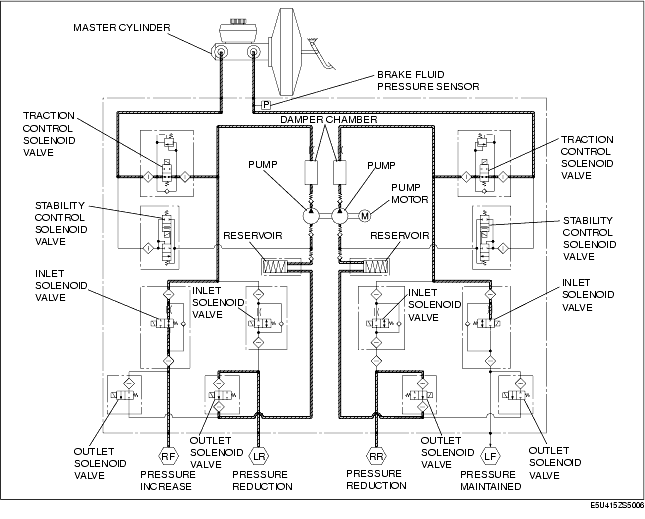 MASTER CYLINDER
BRAKE FLUID
PRESSURE SENSOR
P
TRACTION
CONTROL
SOLENOID
VALVE
DAMPER CHAMBER
TRACTION
CONTROL
SOLENOID
VALVE
PUMP
PUMP
PUMP
MOTOR
M
STABILITY
CONTROL
SOLENOID
VALVE
RESERVOIR
RESERVOIR
STABILITY
CONTROL
SOLENOID
VALVE
INLET
SOLENOID
VALVE
INLET
SOLENOID
VALVE
INLET
SOLENOID
VALVE
INLET
SOLENOID
VALVE
OUTLET
SOLENOID
VALVE
RF
PRESSURE
INCREASE
OUTLET
SOLENOID
VALVE
LR
PRESSURE
REDUCTION
RR
PRESSURE
REDUCTION
OUTLET
SOLENOID
VALVE
LF
PRESSURE
MAINTAINED
OUTLET
SOLENOID
VALVE
E5U415ZS5006